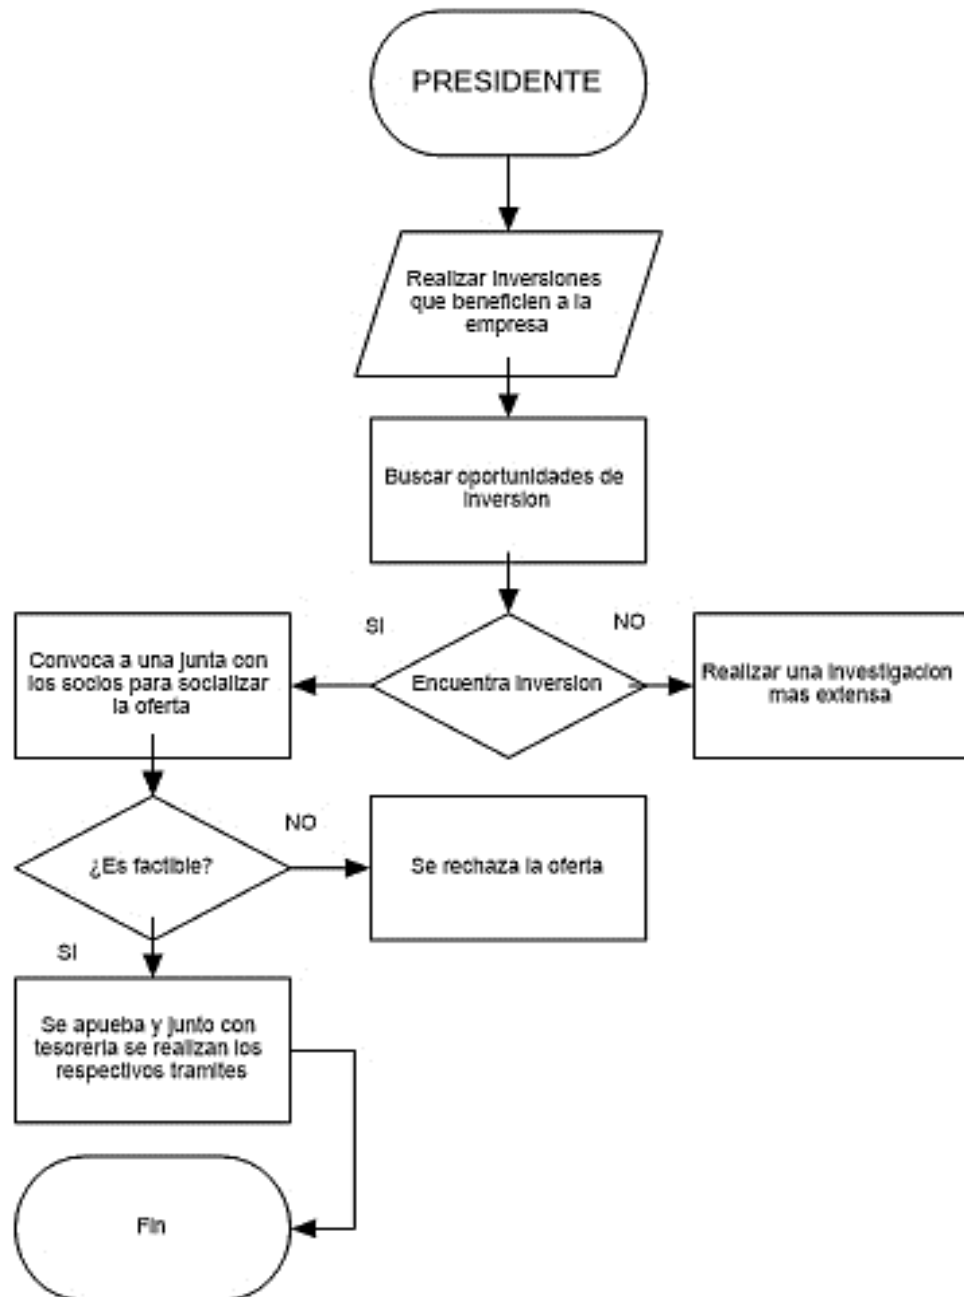 PRESIDENTE
Realizar inversiones
que beneficien a la
empresa
Buscar oportunidades de
inversion
SI
NO
Convoca a una junta con
los socios para socializar
la oferta
Encuentra inversion
Realizar una investigacion
mas extensa
NO
¿Es factible?
Se rechaza la oferta
SI
Se apueba y junto con
tesoreria se realizan los
respectivos tramites
Fin